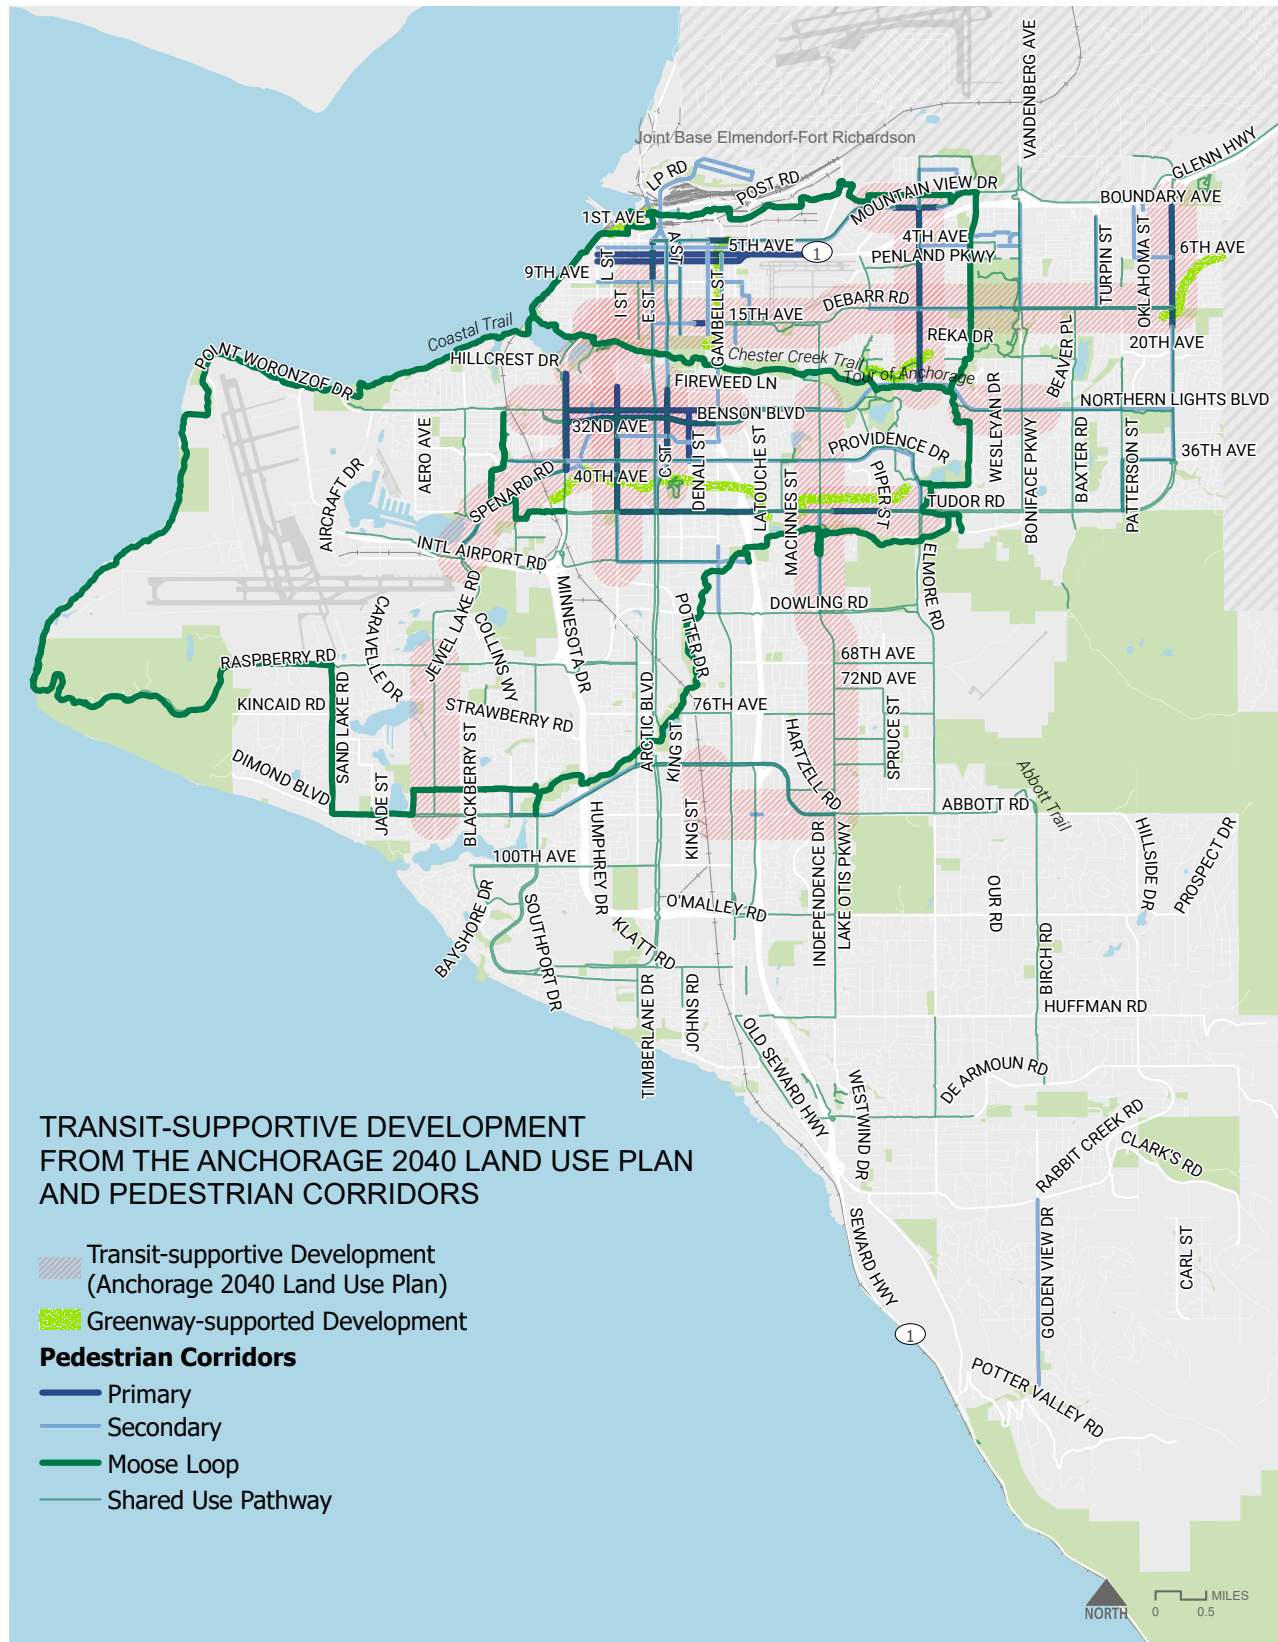 VANDENBERG AVE
Joint Base Elmendorf-Fort Richardson
GLENN HWY
LP RD
POST RD
MOUNTAIN VIEW DR
BOUNDARY AVE
1ST AVE
A ST
5TH AVE
1
4TH AVE
PENLAND PKWY
TURPIN ST
OKLAHOMA ST
6TH AVE
9TH AVE
L ST
I ST
E ST
GAMBELL ST
DEBARR RD
15TH AVE
Coastal Trail
REKA DR
BEAVER PL
20TH AVE
POINT WORONZOF DR
HILLCREST DR
Chester Creek Trail
Tour of Anchorage
FIREWEED LN
WESLEYAN DR
NORTHERN LIGHTS BLVD
BENSON BLVD
32ND AVE
AERO AVE
C ST
DENALI ST
LATOUCHE ST
PROVIDENCE DR
BONIFACE PKWY
BAXTER RD
PATTERSON ST
36TH AVE
AIRCRAFT DR
SPENARD RD
40TH AVE
MACINNES ST
PIPER ST
TUDOR RD
INTL AIRPORT RD
ELMORE RD
MINNESOTA DR
DOWLING RD
CARAVELLE DR
JEWEL LAKE RD
COLLINS WY
POTTER DR
RASPBERRY RD
68TH AVE
72ND AVE
KINCAID RD
SAND LAKE RD
STRAWBERRY RD
ARCTIC BLVD
KING ST
76TH AVE
HARTZELL RD
SPRUCE ST
DIMOND BLVD
JADE ST
BLACKBERRY ST
HUMPHREY DR
KING ST
ABBOTT RD
Abbott Trail
HILLSIDE DR
PROSPECT DR
100TH AVE
INDEPENDENCE DR
LAKE OTIS PKWY
OUR RD
BAYSHORE DR
SOUTHPORT DR
KLATT RD
O'MALLEY RD
BIRCH RD
TIMBERLANE DR
JOHNS RD
HUFFMAN RD
OLD SEWARD HWY
WESTWIND DR
DE ARMOUN RD
RABBIT CREEK RD
CLARK'S RD
SEWARD HWY
GOLDEN VIEW DR
CARL ST
1
POTTER VALLEY RD
TRANSIT-SUPPORTIVE DEVELOPMENT
FROM THE ANCHORAGE 2040 LAND USE PLAN
AND PEDESTRIAN CORRIDORS
Transit-supportive Development
(Anchorage 2040 Land Use Plan)
Greenway-supported Development
Pedestrian Corridors
Primary
Secondary
Moose Loop
Shared Use Pathway
NORTH
MILES
0 0.5